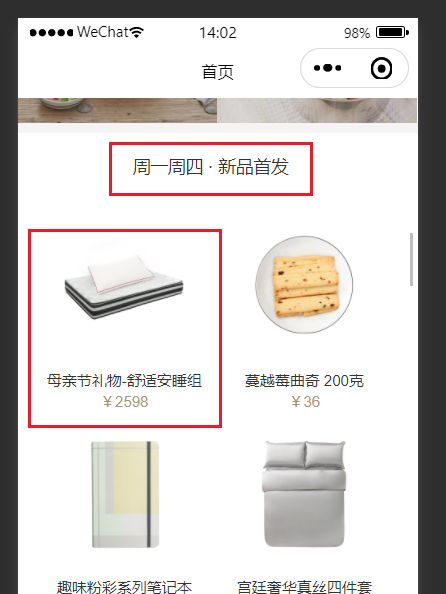 WeChat 14:02 98%
首页
周一周四 · 新品首发
母亲节礼物-舒适安睡组
￥2598
蔓越莓曲奇 200克
￥36
趣味粉彩系列笔记本
宫廷奢华真丝四件套